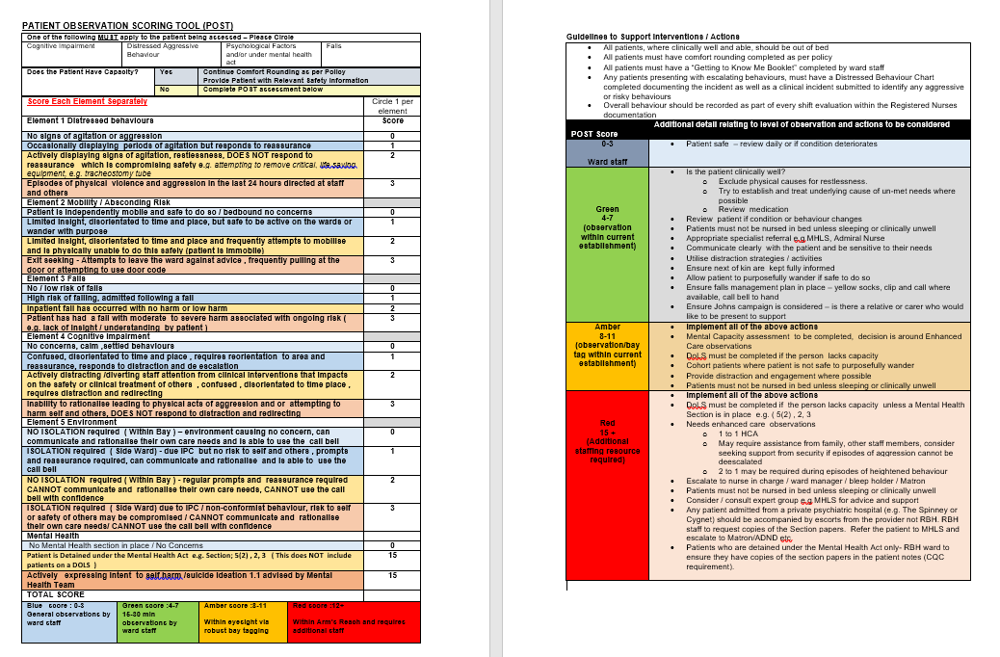 PATIENT OBSERVATION SCORING TOOL (POST)
One of the following MUST apply to the patient being assessed – Please Circle
Cognitive Impairment
Distressed Aggressive
Behaviour
Psychological Factors
and/or under mental health
act
Falls
Does the Patient Have Capacity?
Yes
Continue Comfort Rounding as per Policy
Provide Patient with Relevant Safety Information
No
Complete POST assessment below
Score Each Element Separately
Circle 1 per
element
Element 1 Distressed behaviours
Score
No signs of agitation or aggression
0
Occasionally displaying periods of agitation but responds to reassurance
1
Actively displaying signs of agitation, restlessness, DOES NOT respond to
reassurance which is compromising safety e.g. attempting to remove critical, life saving
equipment, e.g. tracheostomy tube
2
Episodes of physical violence and aggression in the last 24 hours directed at staff
and others
3
Element 2 Mobility / Absconding Risk
Patient is independently mobile and safe to do so / bedbound no concerns
0
Limited insight, disorientated to time and place, but safe to be active on the wards or
wander with purpose
1
Limited insight, disorientated to time and place and frequently attempts to mobilise
and is physically unable to do this safely (patient is immobile)
2
Exit seeking - Attempts to leave the ward against advice , frequently pulling at the
door or attempting to use door code
3
Element 3 Falls
No / low risk of falls
0
High risk of falling, admitted following a fall
1
Inpatient fall has occurred with no harm or low harm
2
Patient has had a fall with moderate to severe harm associated with ongoing risk (
e.g. lack of insight / understanding by patient )
3
Element 4 Cognitive Impairment
No concerns, calm ,settled behaviours
0
Confused, disorientated to time and place , requires reorientation to area and
reassurance, responds to distraction and de escalation
1
Actively distracting /diverting staff attention from clinical interventions that impacts
on the safety or clinical treatment of others , confused , disorientated to time place ,
requires distraction and redirecting
2
Inability to rationalise leading to physical acts of aggression and or attempting to
harm self and others, DOES NOT respond to distraction and redirecting
3
Element 5 Environment
NO ISOLATION required ( Within Bay ) – environment causing no concern, can
communicate and rationalise their own care needs and is able to use the call bell
0
ISOLATION required ( Side Ward) - due IPC but no risk to self and others , prompts
and reassurance required, can communicate and rationalise and is able to use the
call bell
1
NO ISOLATION required ( Within Bay ) - regular prompts and reassurance required
CANNOT communicate and rationalise their own care needs, CANNOT use the call
bell with confidence
2
ISOLATION required ( Side Ward) due to IPC / non-conformist behaviour, risk to self
or safety of others may be compromised / CANNOT communicate and rationalise
their own care needs/ CANNOT use the call bell with confidence
3
Mental Health
No Mental Health section in place / No Concerns
0
Patient is Detained under the Mental Health Act e.g. Section; 5(2) , 2, 3 ( This does NOT include
patients on a DOLS )
15
Actively expressing intent to self harm /suicide ideation 1.1 advised by Mental
Health Team
15
TOTAL SCORE
Blue score : 0-3
General observations by
ward staff
Green score :4-7
15-30 min
observations by
ward staff
Amber score :8-11
Within eyesight via
robust bay tagging
Red score :12+
Within Arm's Reach and requires
additional staff
Guidelines to Support Interventions / Actions
• All patients, where clinically well and able, should be out of bed
• All patients must have comfort rounding completed as per policy
• All patients must have a “Getting to Know Me Booklet” completed by ward staff
• Any patients presenting with escalating behaviours, must have a Distressed Behaviour Chart
completed documenting the incident as well as a clinical incident submitted to identify any aggressive
or risky behaviours
• Overall behaviour should be recorded as part of every shift evaluation within the Registered Nurses
documentation
POST Score
Additional detail relating to level of observation and actions to be considered
0-3
Ward staff
• Patient safe – review daily or if condition deteriorates
Green
4-7
(observation
within current
establishment)
• Is the patient clinically well?
o Exclude physical causes for restlessness.
o Try to establish and treat underlying cause of un-met needs where
possible
o Review medication
• Review patient if condition or behaviour changes
• Patients must not be nursed in bed unless sleeping or clinically unwell
• Appropriate specialist referral e.g MHLS, Admiral Nurse
• Communicate clearly with the patient and be sensitive to their needs
• Utilise distraction strategies / activities
• Ensure next of kin are kept fully informed
• Allow patient to purposefully wander if safe to do so
• Ensure falls management plan in place – yellow socks, clip and call where
available, call bell to hand
• Ensure Johns campaign is considered – is there a relative or carer who would
like to be present to support
Amber
8-11
(observation/bay
tag within current
establishment)
• Implement all of the above actions
• Mental Capacity assessment to be completed, decision is around Enhanced
Care observations
• DoLS must be completed if the person lacks capacity
• Cohort patients where patient is not safe to purposefully wander
• Provide distraction and engagement where possible
• Patients must not be nursed in bed unless sleeping or clinically unwell
Red
15 +
(Additional
staffing resource
required)
• Implement all of the above actions
• DoLS must be completed if the person lacks capacity unless a Mental Health
Section is in place e.g. ( 5(2) , 2, 3
• Needs enhanced care observations
o 1 to 1 HCA
o May require assistance from family, other staff members, consider
seeking support from security if episodes of aggression cannot be
deescalated
o 2 to 1 may be required during episodes of heightened behaviour
• Escalate to nurse in charge / ward manager / bleep holder / Matron
• Patients must not be nursed in bed unless sleeping or clinically unwell
• Consider / consult expert group e.g MHLS for advice and support
• Any patient admitted from a private psychiatric hospital (e.g. The Spinney or
Cygnet) should be accompanied by escorts from the provider not RBH. RBH
staff to request copies of the Section papers. Refer the patient to MHLS and
escalate to Matron/ADND etc.
• Patients who are detained under the Mental Health Act only- RBH ward to
ensure they have copies of the section papers in the patient notes (CQC
requirement).